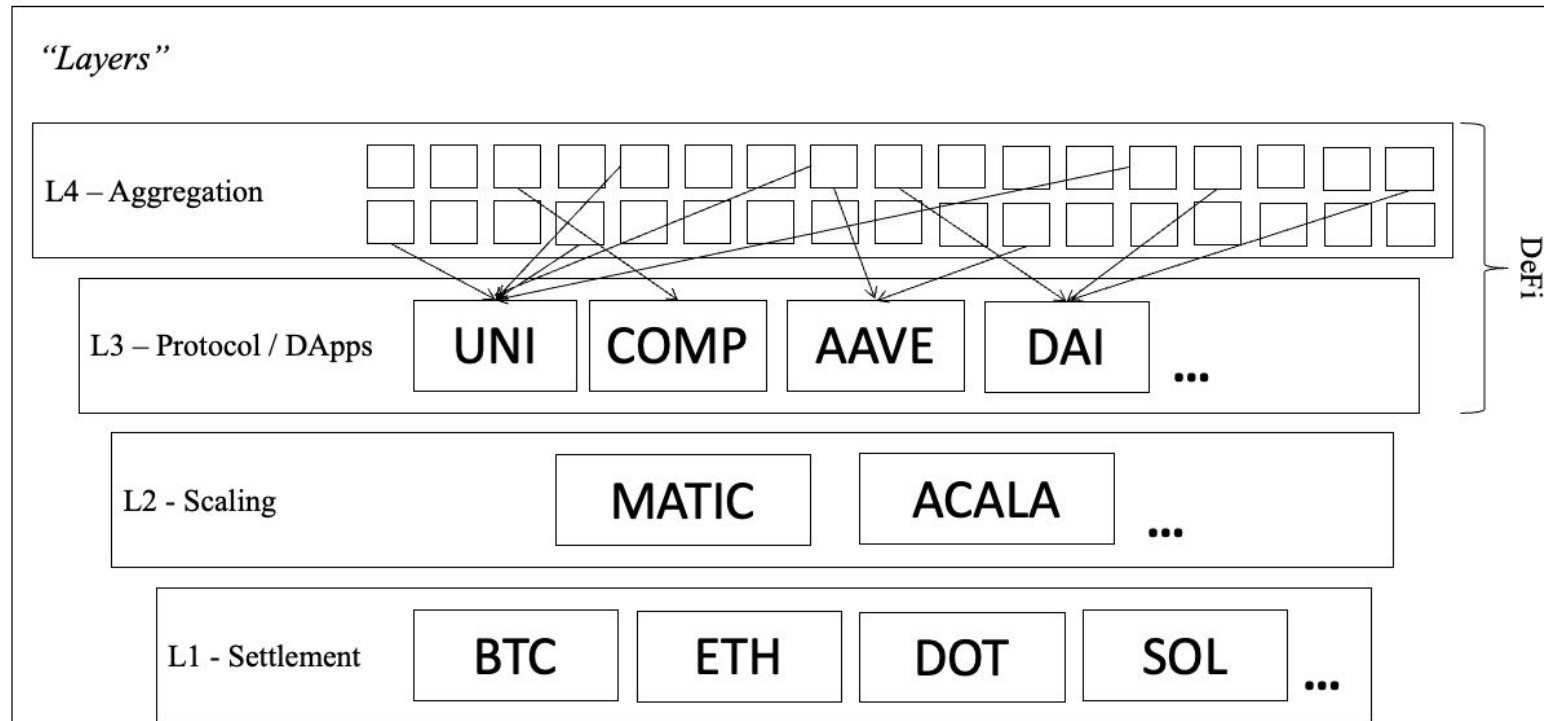 “Layers”
L4 – Aggregation
DeFi
L3 – Protocol / DApps
UNI
COMP
AAVE
DAI
...
L2 - Scaling
MATIC
ACALA
...
L1 - Settlement
BTC
ETH
DOT
SOL
...